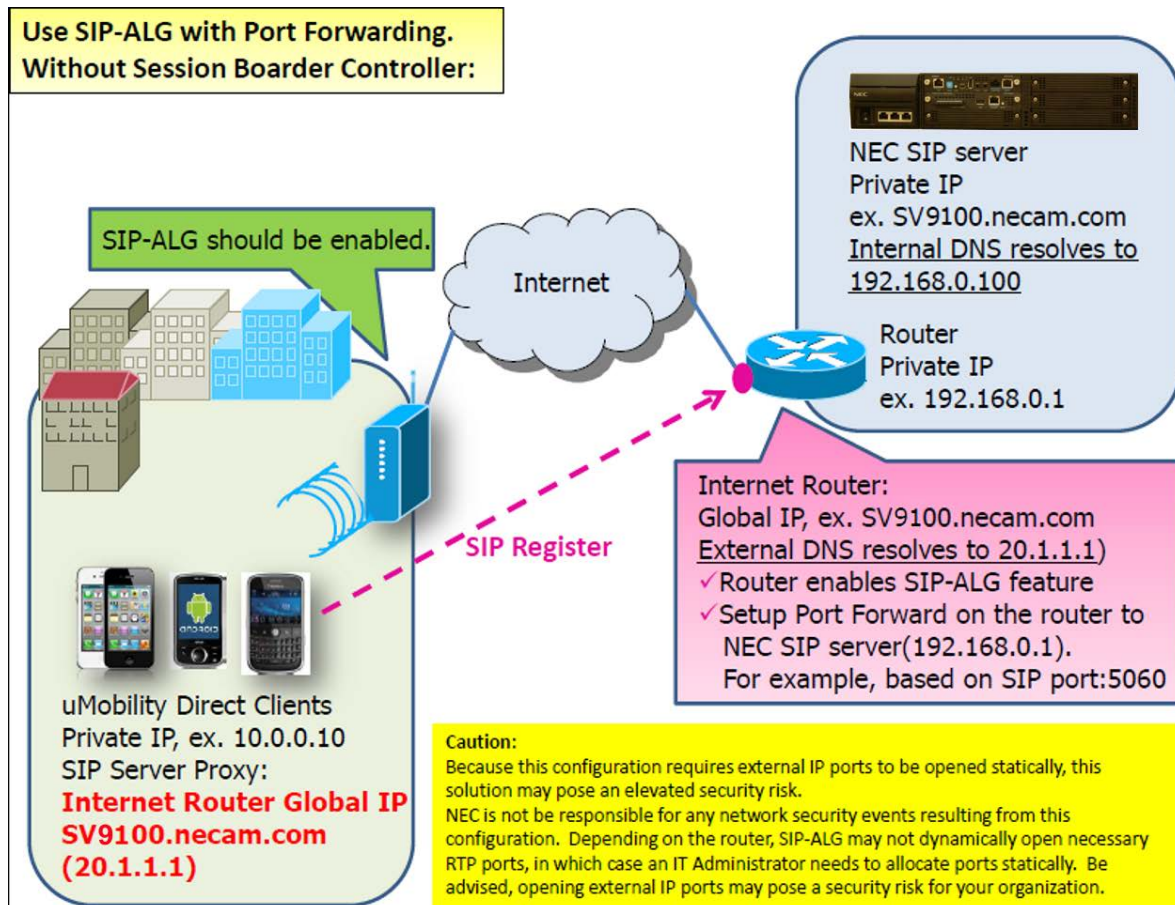 Use SIP-ALG with Port Forwarding.
Without Session Boarder Controller:
NEC SIP server
Private IP
ex. SV9100.necam.com
Internal DNS resolves to
192.168.0.100
SIP-ALG should be enabled.
Internet
Router
Private IP
ex. 192.168.0.1
SIP Register
Internet Router:
Global IP, ex. SV9100.necam.com
External DNS resolves to 20.1.1.1)
✓Router enables SIP-ALG feature
✓Setup Port Forward on the router to
NEC SIP server(192.168.0.1).
For example, based on SIP port:5060
ANDROID
uMobility Direct Clients
Private IP, ex. 10.0.0.10
SIP Server Proxy:
Internet Router Global IP
SV9100.necam.com
(20.1.1.1)
Caution:
Because this configuration requires external IP ports to be opened statically, this
solution may pose an elevated security risk.
NEC is not be responsible for any network security events resulting from this
configuration.  Depending on the router, SIP-ALG may not dynamically open necessary
RTP ports, in which case an IT Administrator needs to allocate ports statically.  Be
advised, opening external IP ports may pose a security risk for your organization.